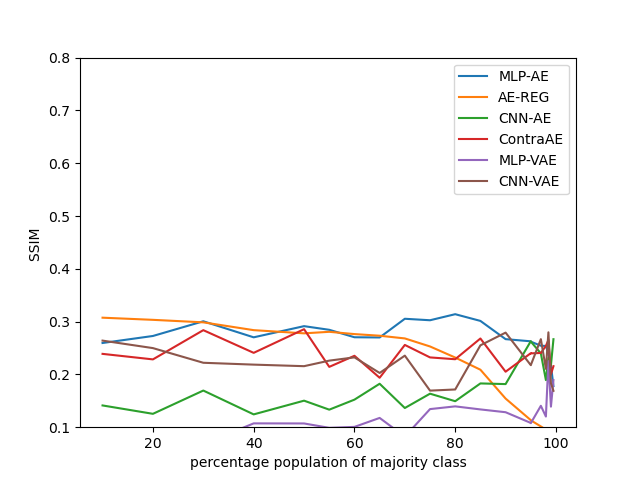 0.8
0.7
0.6
0.5
0.4
0.3
0.2
0.1
SSIM
20 40 60 80 100
percentage population of majority class
MLP-AE
AE-REG
CNN-AE
ContraAE
MLP-VAE
CNN-VAE